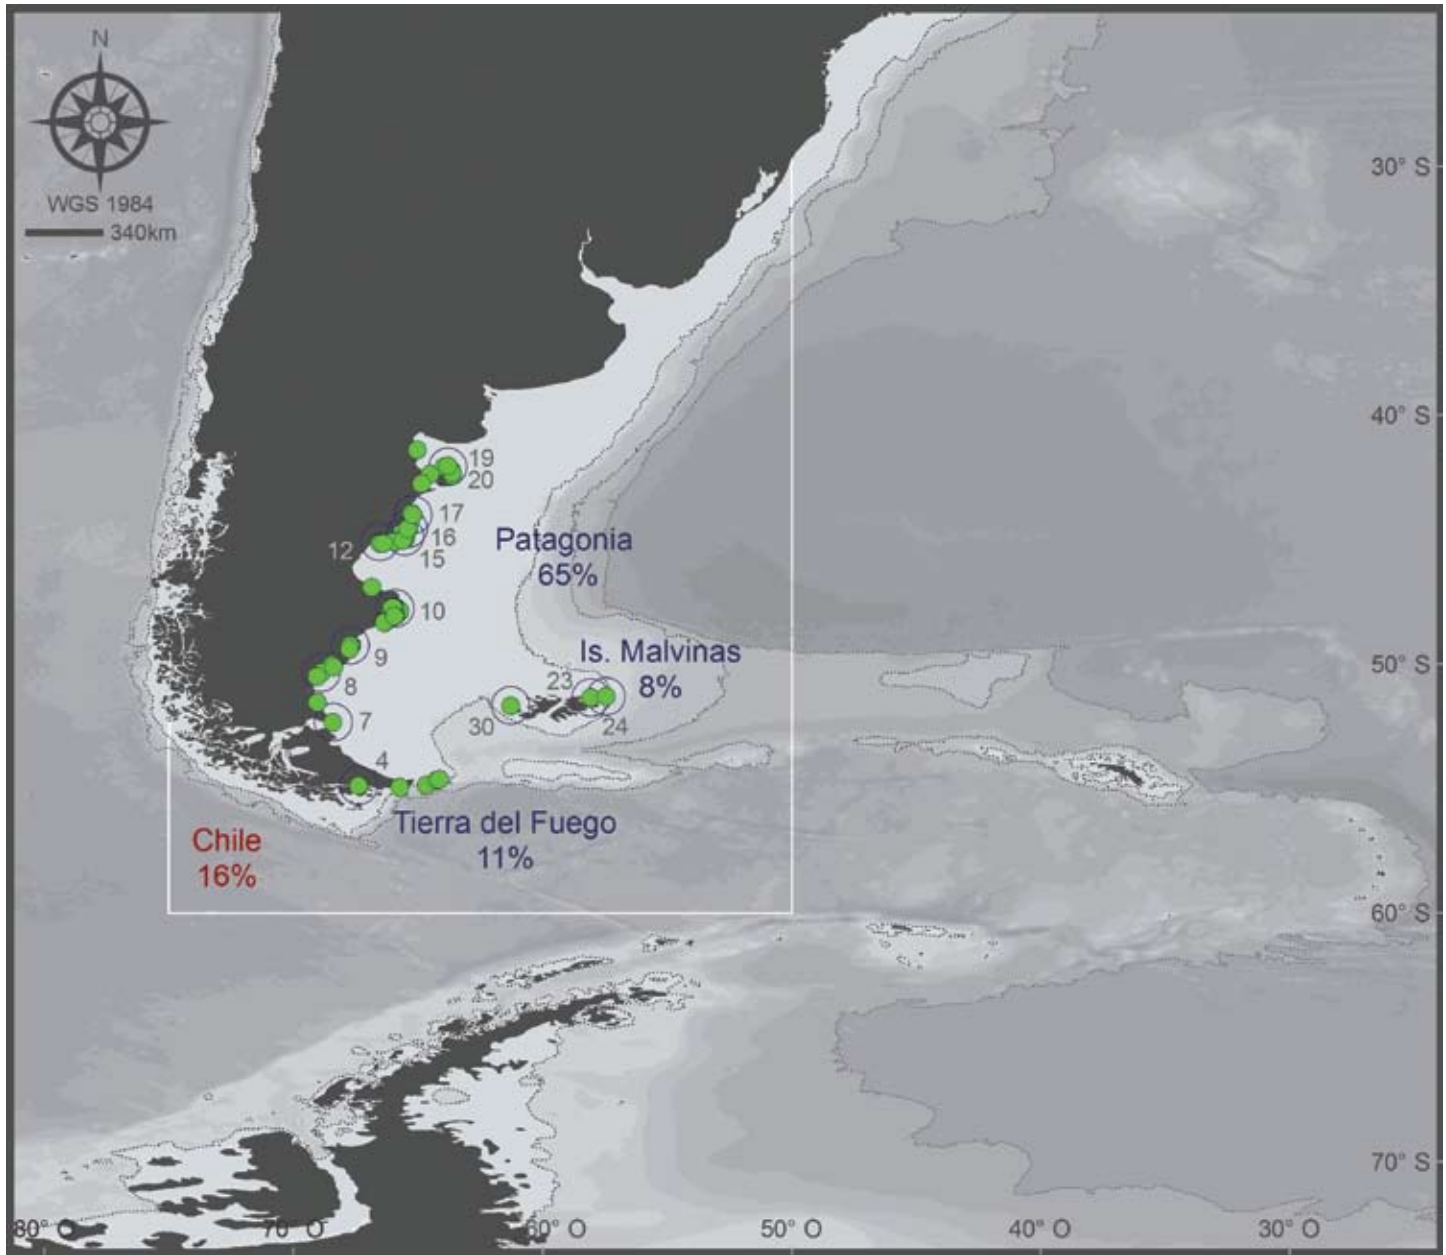 N
WGS 1984
340km
30° S
40° S
19
20
17
16
12
15
Patagonia
65%
10
9
Is. Malvinas
8%
50° S
8
23
7
30
24
4
Tierra del Fuego
11%
Chile
16%
60° S
70° S
80° O
70° O
60° O
50° O
40° O
30° O